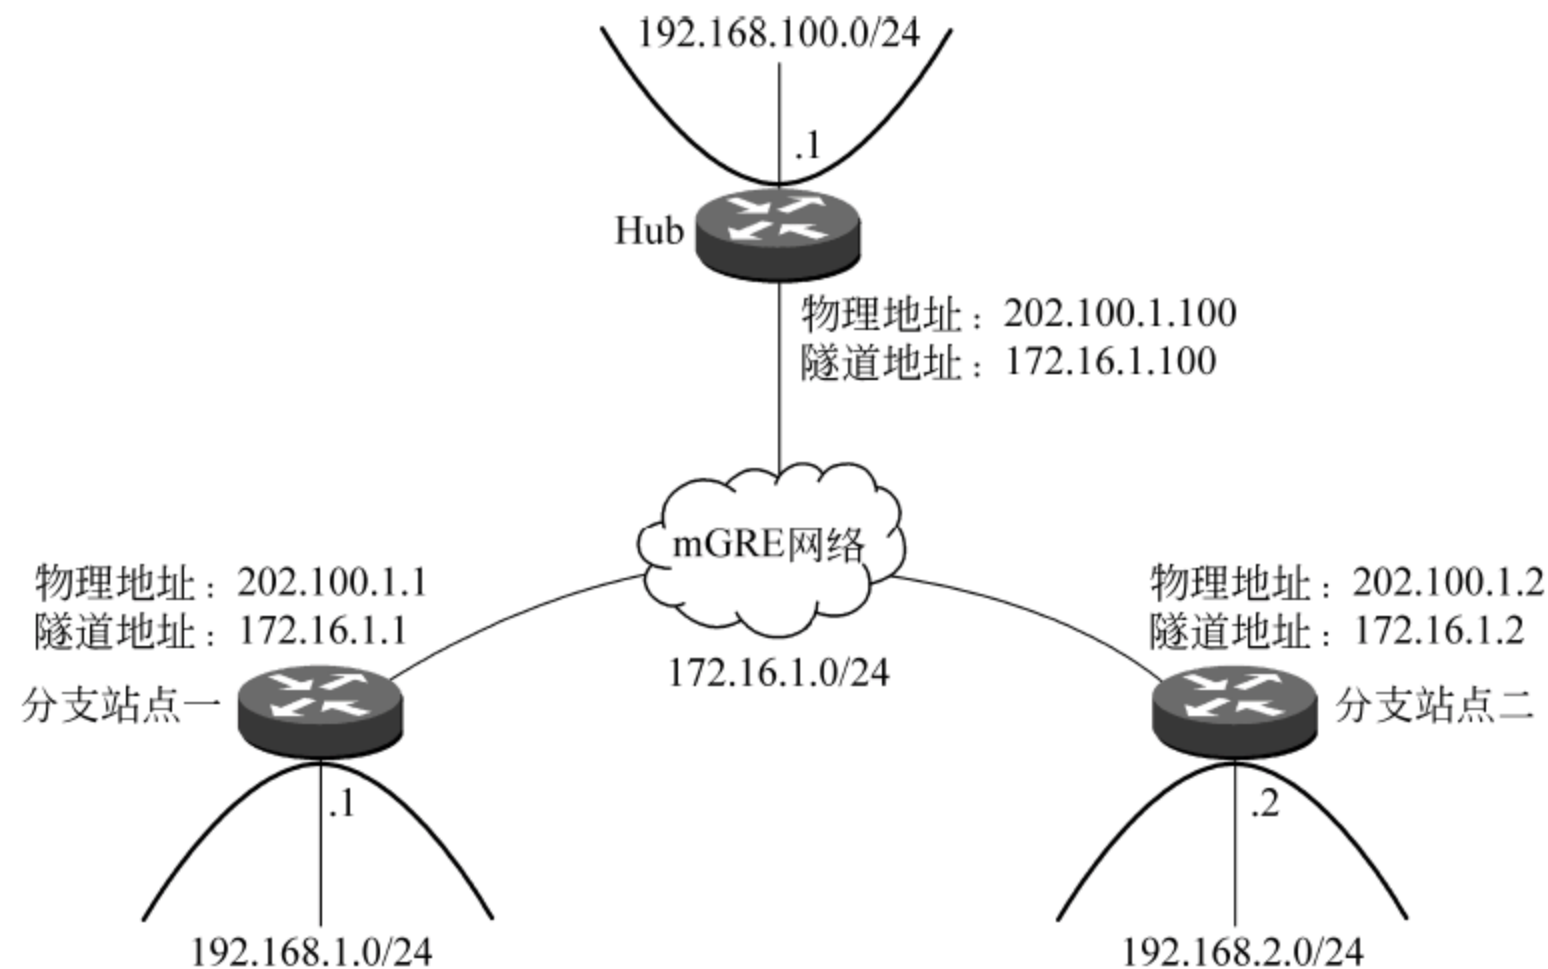 192.168.100.0/24
.1
Hub
物理地址：202.100.1.100
隧道地址：172.16.1.100
mGRE网络
172.16.1.0/24
物理地址：202.100.1.1
隧道地址：172.16.1.1
分支站点一
.1
192.168.1.0/24
物理地址：202.100.1.2
隧道地址：172.16.1.2
分支站点二
.2
192.168.2.0/24